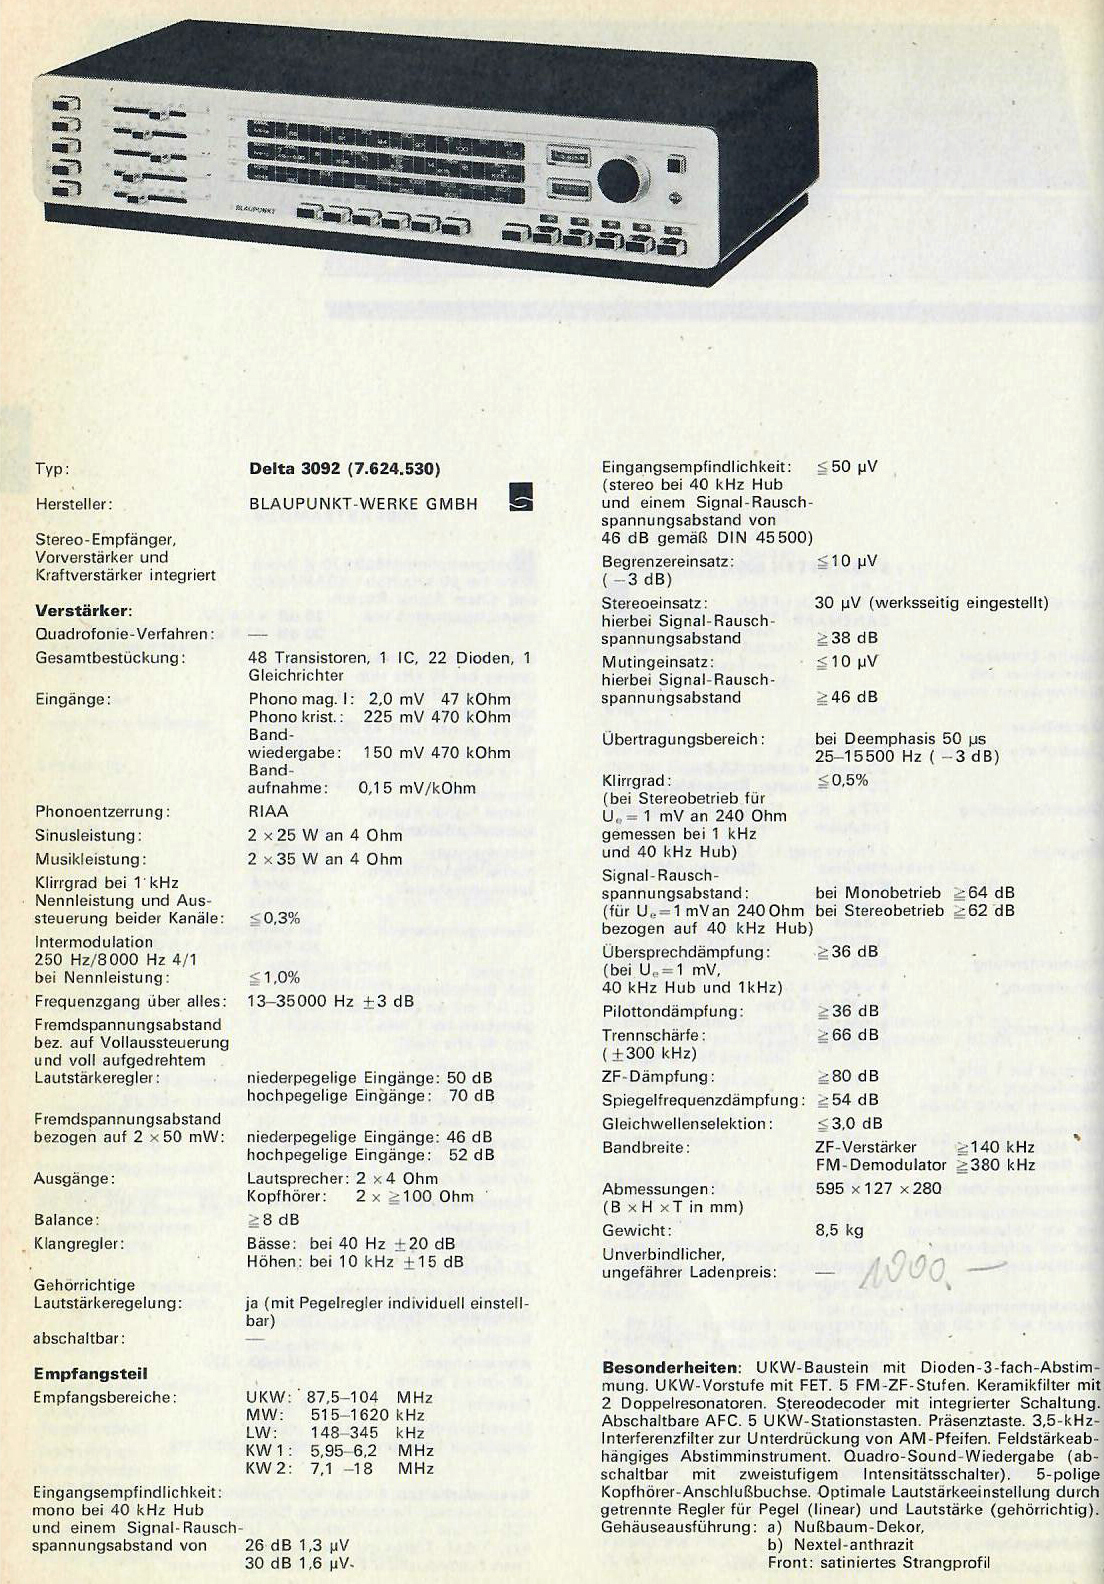 BLAUPUNKT
Typ: Delta 3092 (7.624.530)
Hersteller: BLAUPUNKT-WERKE GMBH
Stereo-Empfänger,
Vorverstärker und
Kraftverstärker integriert
Verstärker:
Quadrofonie-Verfahren: —
Gesamtbestückung: 48 Transistoren, 1 IC, 22 Dioden, 1
Gleichrichter
Eingänge: Phono mag. I: 2,0 mV 47 kOhm
Phono krist.: 225 mV 470 kOhm
Band-
wiedergabe: 150 mV 470 kOhm
Band-
aufnahme: 0,15 mV/kOhm
Phonoentzerrung: RIAA
Sinusleistung: 2 × 25 W an 4 Ohm
Musikleistung: 2 × 35 W an 4 Ohm
Klirrgrad bei 1 kHz
Nennleistung und Aus-
steuerung beider Kanäle: ≦0,3%
Intermodulation
250 Hz/8000 Hz 4/1
bei Nennleistung: ≦1,0%
Frequenzgang über alles: 13–35000 Hz ±3 dB
Fremdspannungsabstand
bez. auf Vollaussteuerung
und voll aufgedrehtem
Lautstärkeregler: niederpegelige Eingänge: 50 dB
hochpegelige Eingänge: 70 dB
Fremdspannungsabstand
bezogen auf 2 × 50 mW: niederpegelige Eingänge: 46 dB
hochpegelige Eingänge: 52 dB
Ausgänge: Lautsprecher: 2 × 4 Ohm
Kopfhörer: 2 x ≧100 Ohm
Balance: ≧8 dB
Klangregler: Bässe: bei 40 Hz ±20 dB
Höhen: bei 10 kHz ±15 dB
Gehörrichtige
Lautstärkeregelung: ja (mit Pegelregler individuell einstell-
bar)
abschaltbar: —
Empfangsteil
Empfangsbereiche: UKW: 87,5–104 MHz
MW: 515–1620 kHz
LW: 148–345 kHz
KW 1: 5,95–6,2 MHz
KW 2: 7,1 –18 MHz
Eingangsempfindlichkeit:
mono bei 40 kHz Hub
und einem Signal-Rausch-
spannungsabstand von 26 dB 1,3 µV
30 dB 1,6 µV
Eingangsempfindlichkeit: ≦50 µV
(stereo bei 40 kHz Hub
und einem Signal-Rausch-
spannungsabstand von
46 dB gemäß DIN 45500)
Begrenzereinsatz: ≦10 µV
(−3 dB)
Stereoeinsatz: 30 µV (werksseitig eingestellt)
hierbei Signal-Rausch-
spannungsabstand ≧38 dB
Mutingeinsatz: ≦10 µV
hierbei Signal-Rausch-
spannungsabstand ≧46 dB
Übertragungsbereich: bei Deemphasis 50 µs
25–15500 Hz (−3 dB)
Klirrgrad: ≦0,5%
(bei Stereobetrieb für
Ue = 1 mV an 240 Ohm
gemessen bei 1 kHz
und 40 kHz Hub)
Signal-Rausch-
spannungsabstand: bei Monobetrieb ≧64 dB
(für Ue=1 mVan 240 Ohm bei Stereobetrieb ≧62 dB
bezogen auf 40 kHz Hub)
Übersprechdämpfung: ≧36 dB
(bei Ue=1 mV,
40 kHz Hub und 1kHz)
Pilottondämpfung: ≧36 dB
Trennschärfe: ≧66 dB
(±300 kHz)
ZF-Dämpfung: ≧80 dB
Spiegelfrequenzdämpfung: ≧54 dB
Gleichwellenselektion: ≦3,0 dB
Bandbreite: ZF-Verstärker ≧140 kHz
FM-Demodulator ≧380 kHz
Abmessungen: 595 × 127 × 280
(B × H × T in mm)
Gewicht: 8,5 kg
Unverbindlicher,
ungefährer Ladenpreis: — 1000.—
Besonderheiten: UKW-Baustein mit Dioden-3-fach-Abstim-
mung. UKW-Vorstufe mit FET. 5 FM-ZF-Stufen. Keramikfilter mit
2 Doppelresonatoren. Stereodecoder mit integrierter Schaltung.
Abschaltbare AFC. 5 UKW-Stationstasten. Präsenztaste. 3,5-kHz-
Interferenzfilter zur Unterdrückung von AM-Pfeifen. Feldstärkeab-
hängiges Abstimminstrument. Quadro-Sound-Wiedergabe (ab-
schaltbar mit zweistufigem Intensitätsschalter). 5-polige
Kopfhörer-Anschlußbuchse. Optimale Lautstärkeeinstellung durch
getrennte Regler für Pegel (linear) und Lautstärke (gehörrichtig).
Gehäuseausführung: a) Nußbaum-Dekor,
b) Nextel-anthrazit
Front: satiniertes Strangprofil